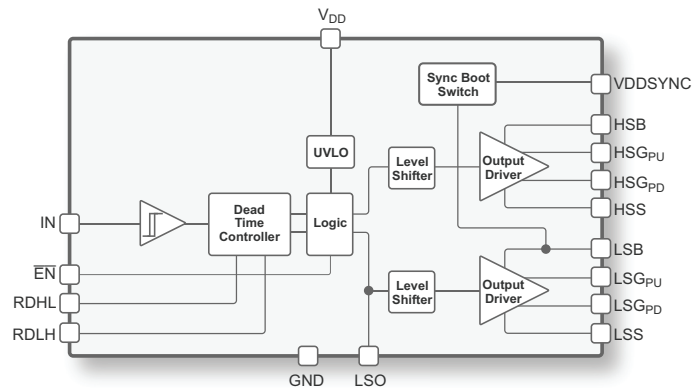 VDD
Sync Boot
Switch
VDDSYNC
HSB
UVLO
Level
Shifter
Output
Driver
HSGPU
HSGPD
HSS
IN
Dead
Time
Controller
Logic
LSB
EN
Level
Shifter
Output
Driver
LSGPU
RDHL
LSGPD
RDLH
LSS
GND
LSO